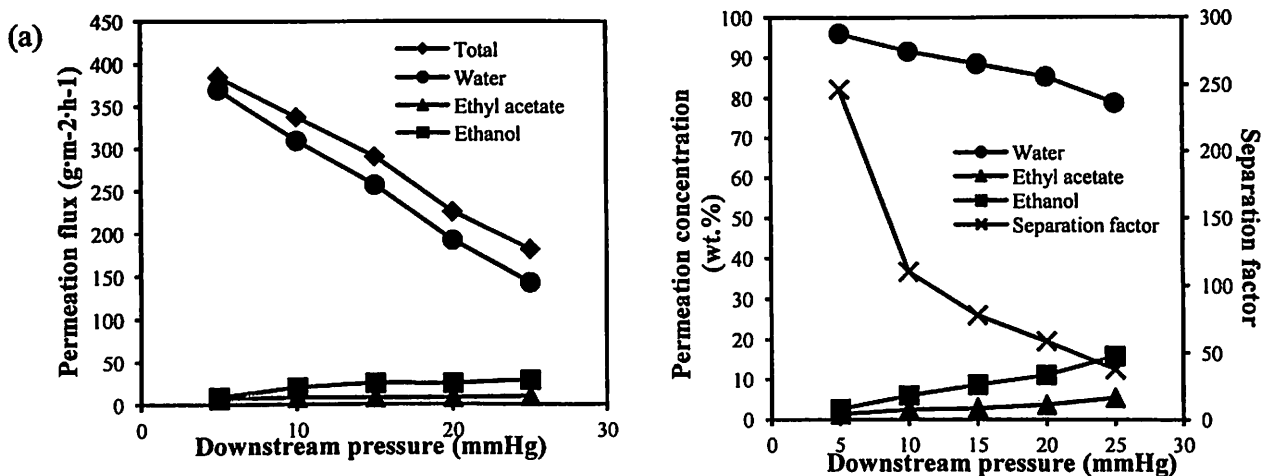 (a)
Permeation flux (g·m-2·h-1)
450
400
350
300
250
200
150
100
50
0
Total
Water
Ethyl acetate
Ethanol
0
10
20
30
Downstream pressure (mmHg)
Permeation concentration
(wt.%)
100
90
80
70
60
50
40
30
20
10
0
Water
Ethyl acetate
Ethanol
Separation factor
300
250
200
150
100
50
0
Separation factor
0
5
10
15
20
25
30
Downstream pressure (mmHg)